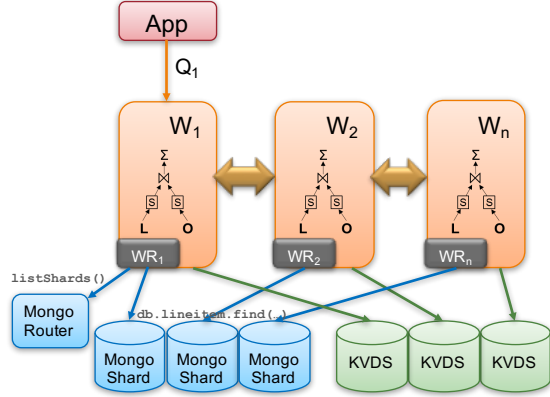 App
Q1
W1
W2
Wn
Σ
Σ
Σ
⋈
⋈
⋈
S S
S S
S S
L O
L O
L O
WR1
WR2
WRn
listShards()
db.lineitem.find(…)
Mongo
Router
Mongo
Shard
Mongo
Shard
Mongo
Shard
KVDS
KVDS
KVDS